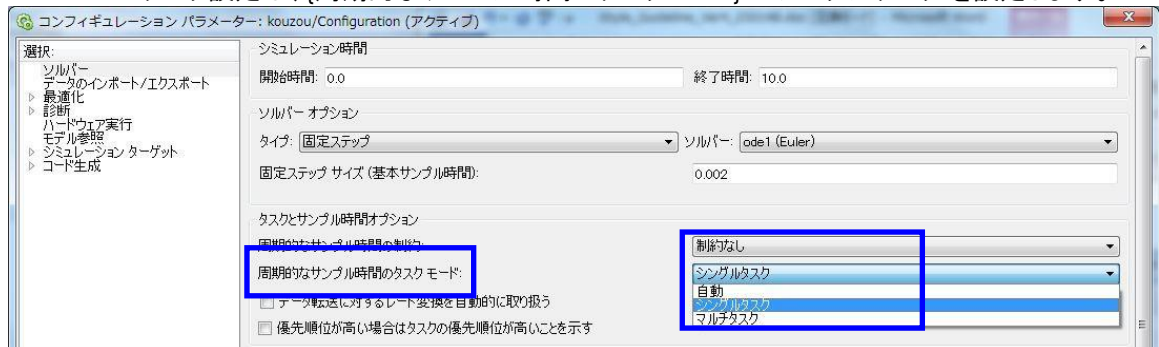 コンフィギュレーション パラメーター: kouzou/Configuration (アクティブ)
選択:
ソルバー
データのインポート/エクスポート
最適化
診断
ハードウェア実行
モデル参照
シミュレーション ターゲット
コード生成
シミュレーション時間
開始時間: 0.0 終了時間: 10.0
ソルバー オプション
タイプ: 固定ステップ ソルバー: ode1 (Euler)
固定ステップ サイズ (基本サンプル時間): 0.002
タスクとサンプル時間オプション
周期的なサンプル時間の制約: 制約なし
周期的なサンプル時間のタスク モード: シングルタスク
自動
シングルタスク
マルチタスク
データ転送に対するレート変換を自動的に取り扱う
優先順位が高い場合はタスクの優先順位が高いことを示す